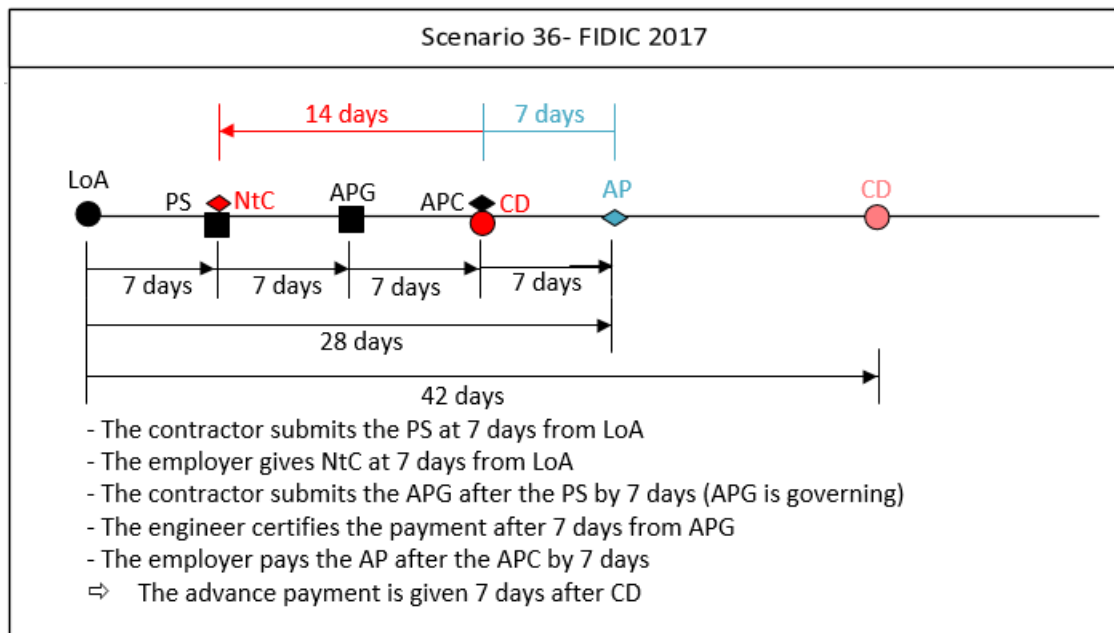 Scenario 36- FIDIC 2017
14 days
7 days
LoA
PS
NtC
APG
APC
CD
AP
CD
7 days
7 days
7 days
7 days
28 days
42 days
- The contractor submits the PS at 7 days from LoA
- The employer gives NtC at 7 days from LoA
- The contractor submits the APG after the PS by 7 days (APG is governing)
- The engineer certifies the payment after 7 days from APG
- The employer pays the AP after the APC by 7 days
⇨ The advance payment is given 7 days after CD